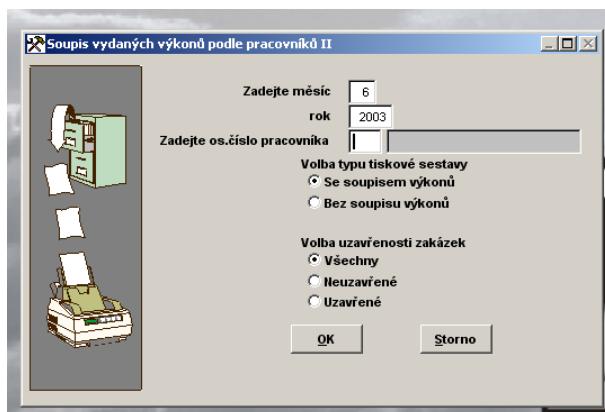 Soupis vydaných výkonů podle pracovníků II
Zadejte měsíc 6
rok 2003
Zadejte os.číslo pracovníka
Volba typu tiskové sestavy
Se soupisem výkonů
Bez soupisu výkonů
Volba uzavřenosti zakázek
Všechny
Neuzavřené
Uzavřené
OK Storno